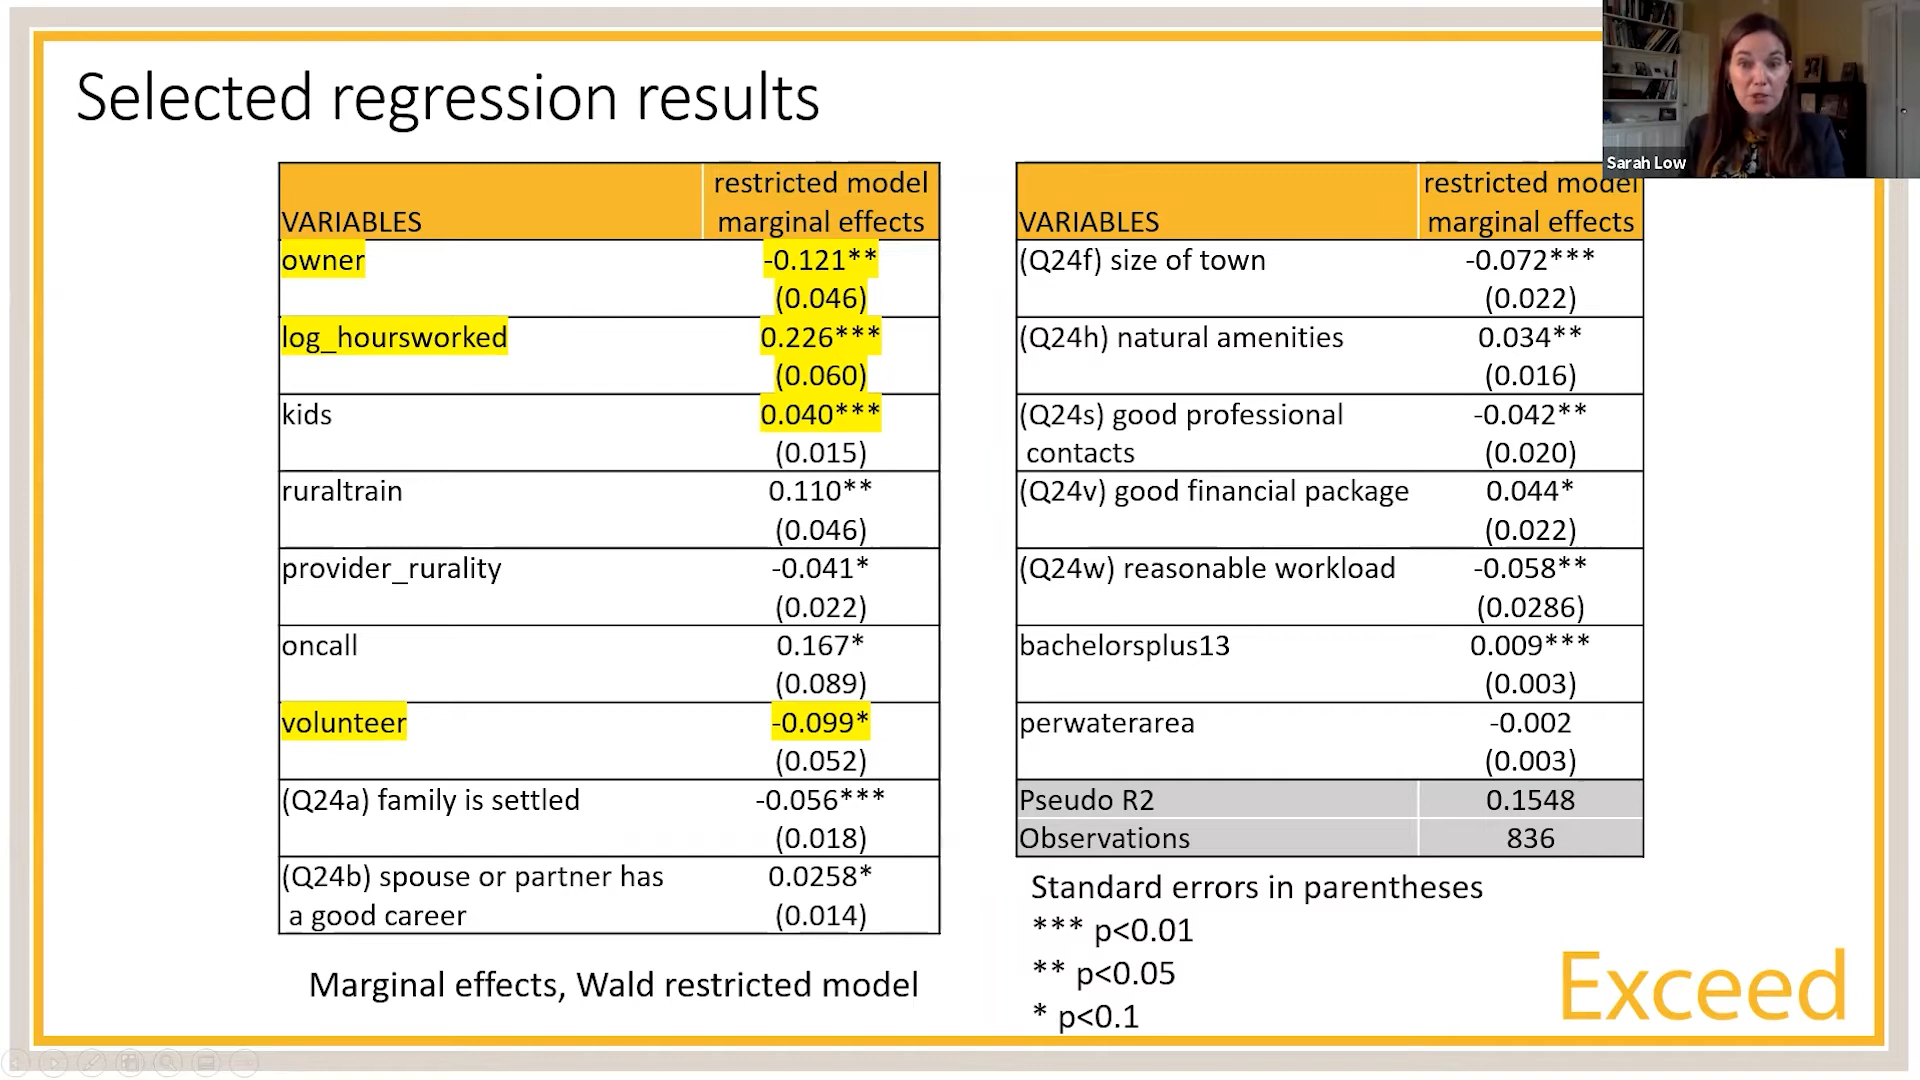 Selected regression results
Sarah Low
VARIABLES restricted model
marginal effects
owner -0.121**
(0.046)
log_hoursworked 0.226***
(0.060)
kids 0.040***
(0.015)
ruraltrain 0.110**
(0.046)
provider_rurality -0.041*
(0.022)
oncall 0.167*
(0.089)
volunteer -0.099*
(0.052)
(Q24a) family is settled -0.056***
(0.018)
(Q24b) spouse or partner has 0.0258*
a good career (0.014)
Marginal effects, Wald restricted model
VARIABLES restricted model
marginal effects
(Q24f) size of town -0.072***
(0.022)
(Q24h) natural amenities 0.034**
(0.016)
(Q24s) good professional -0.042**
contacts (0.020)
(Q24v) good financial package 0.044*
(0.022)
(Q24w) reasonable workload -0.058**
(0.0286)
bachelorsplus13 0.009***
(0.003)
perwaterarea -0.002
(0.003)
Pseudo R2 0.1548
Observations 836
Standard errors in parentheses
*** p<0.01
** p<0.05
* p<0.1
Exceed